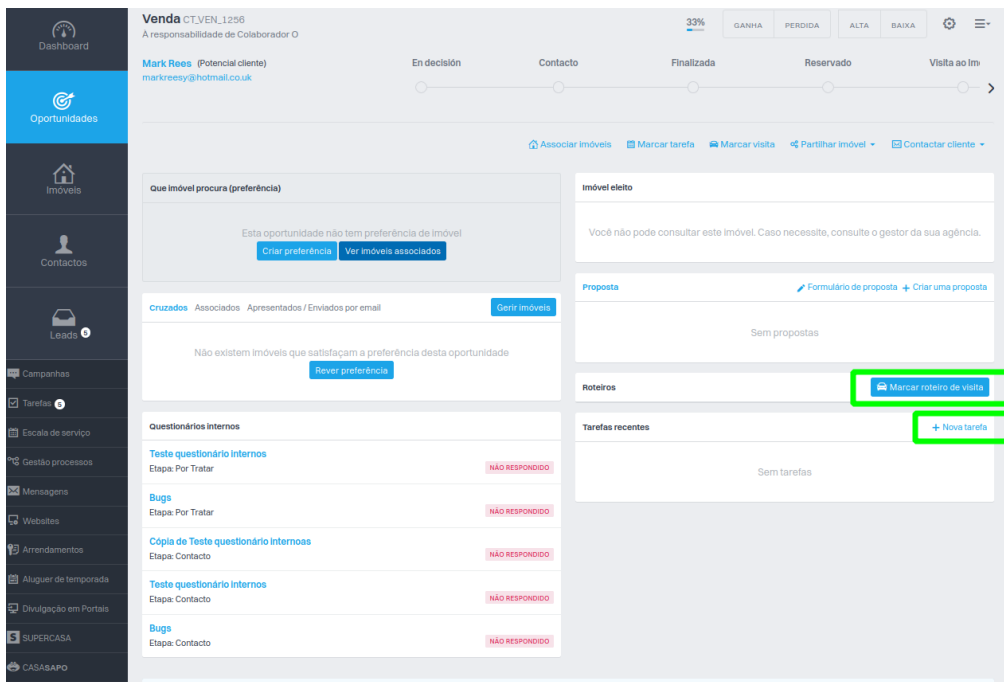 Dashboard
Oportunidades
Imóveis
Contactos
Leads 5
Campanhas
Tarefas 5
Escala de serviço
Gestão processos
Mensagens
Websites
Arrendamentos
Aluguer de temporada
Divulgação em Portais
S SUPERCASA
CASASAPO
Venda CT_VEN_1256
À responsabilidade de Colaborador O
33%
GANHA PERDIDA ALTA BAIXA
Mark Rees (Potencial cliente)
markreesy@hotmail.co.uk
En decisión Contacto Finalizada Reservado Visita ao Im
Associar imóveis Marcar tarefa Marcar visita Partilhar imóvel Contactar cliente
Que imóvel procura (preferência)
Esta oportunidade não tem preferência de imóvel
Criar preferência Ver imóveis associados
Cruzados Associados Apresentados / Enviados por email Gerir imóveis
Não existem imóveis que satisfaçam a preferência desta oportunidade
Rever preferência
Questionários internos
Teste questionário internos
Etapa: Por Tratar NÃO RESPONDIDO
Bugs
Etapa: Por Tratar NÃO RESPONDIDO
Cópia de Teste questionário internoas
Etapa: Contacto NÃO RESPONDIDO
Teste questionário internos
Etapa: Contacto NÃO RESPONDIDO
Bugs
Etapa: Contacto NÃO RESPONDIDO
Imóvel eleito
Você não pode consultar este imóvel. Caso necessite, consulte o gestor da sua agência.
Proposta Formulário de proposta + Criar uma proposta
Sem propostas
Roteiros Marcar roteiro de visita
Tarefas recentes + Nova tarefa
Sem tarefas